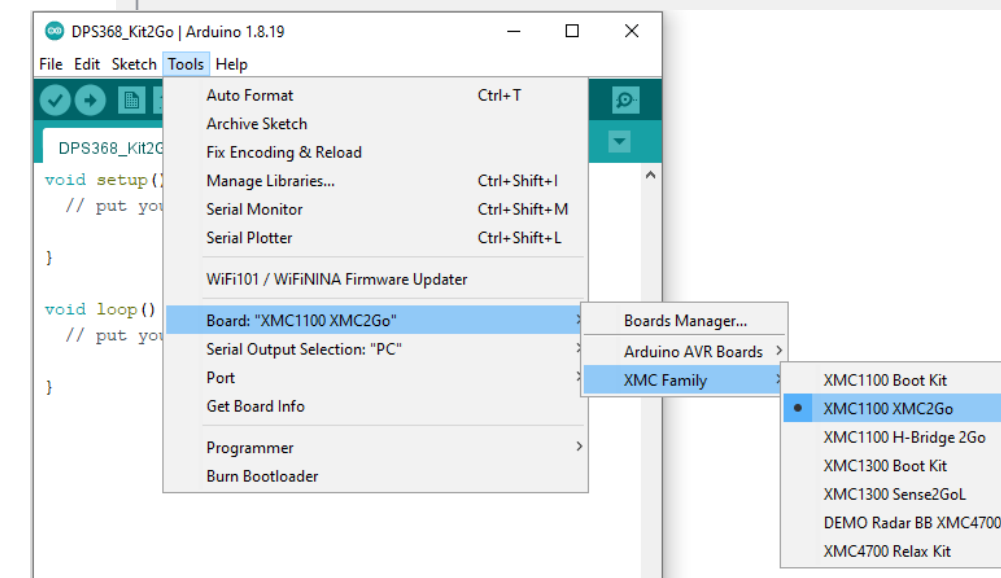 DPS368_Kit2Go | Arduino 1.8.19
File Edit Sketch Tools Help
DPS368_Kit2G
void setup()
// put you
}
void loop()
// put you
}
Auto Format Ctrl+T
Archive Sketch
Fix Encoding & Reload
Manage Libraries... Ctrl+Shift+I
Serial Monitor Ctrl+Shift+M
Serial Plotter Ctrl+Shift+L
WiFi101 / WiFiNINA Firmware Updater
Board: "XMC1100 XMC2Go"
Serial Output Selection: "PC"
Port
Get Board Info
Programmer
Burn Bootloader
Boards Manager...
Arduino AVR Boards
XMC Family
XMC1100 Boot Kit
XMC1100 XMC2Go
XMC1100 H-Bridge 2Go
XMC1300 Boot Kit
XMC1300 Sense2GoL
DEMO Radar BB XMC4700
XMC4700 Relax Kit